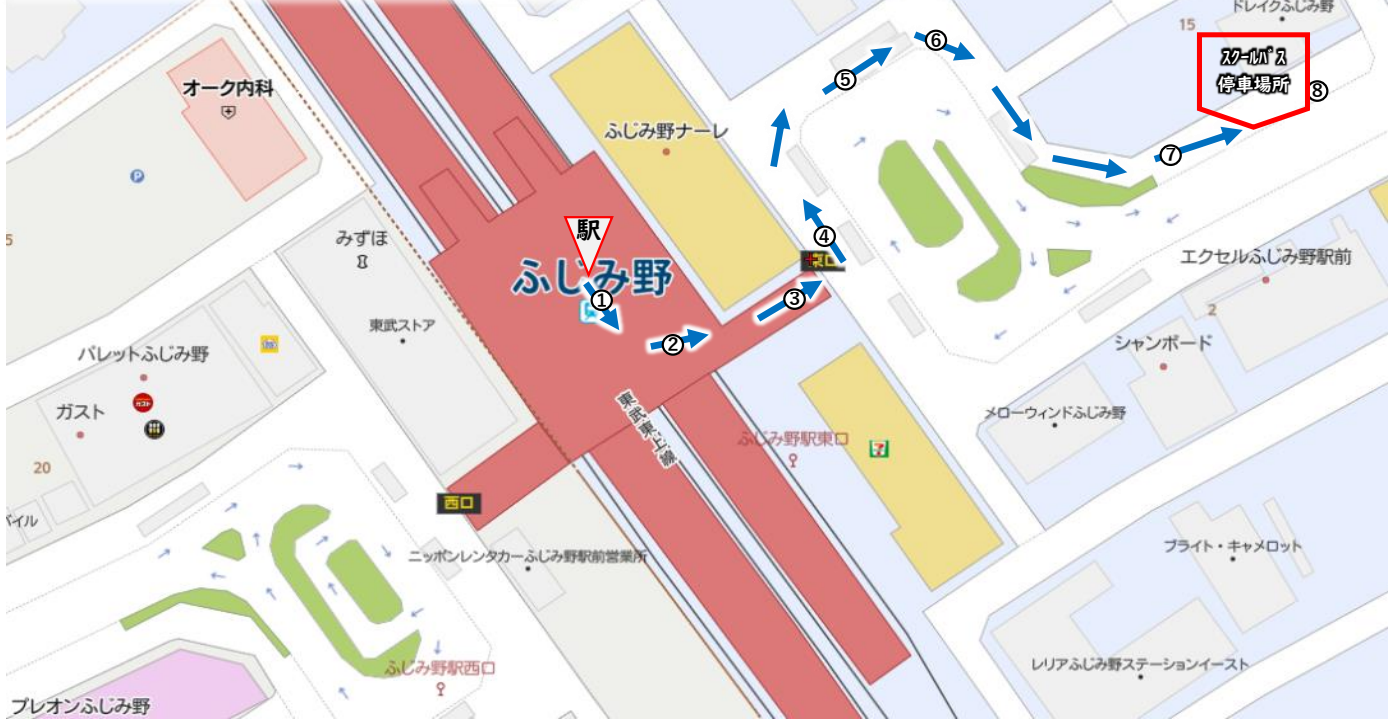 ドレイクふじみ野
15
⑥
スクールバス
停車場所
⑧
⑤
オーク内科
ふじみ野ナーレ
P
⑦
駅
みずほ
④
東口
5
エクセルふじみ野駅前
ふじみ野
①
③
2
東武ストア
②
シャンボード
パレットふじみ野
ガスト
ガスト
メローウィンドふじみ野
東武東上線
ふじみ野駅東口
7
20
西口
バイル
ニッポンレンタカーふじみ野駅前営業所
ブライト・キャメロット
ふじみ野駅西口
レリアふじみ野ステーションイースト
プレオンふじみ野